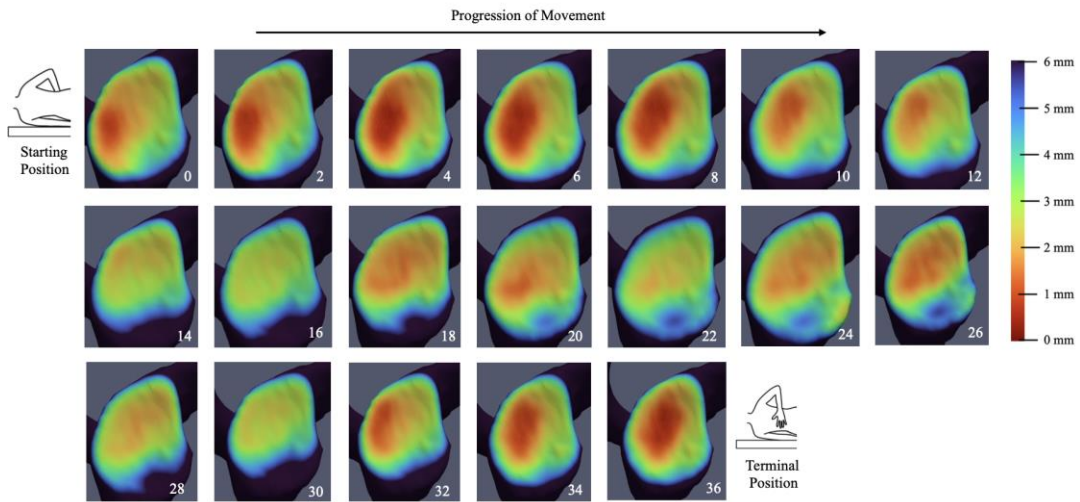 Progression of Movement
Starting
Position
0
2
4
6
8
10
12
14
16
18
20
22
24
26
28
30
32
34
36
Terminal
Position
6 mm
5 mm
4 mm
3 mm
2 mm
1 mm
0 mm